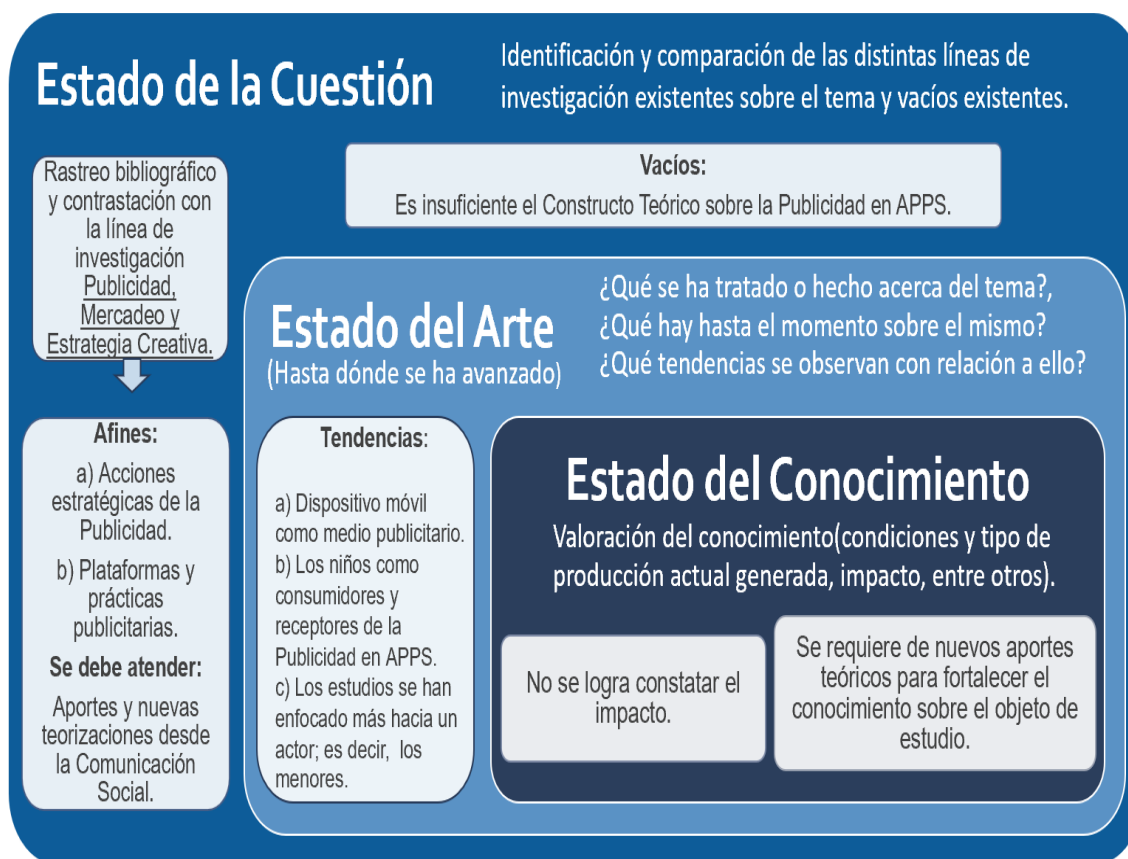 Estado de la Cuestión
Identificación y comparación de las distintas líneas de
investigación existentes sobre el tema y vacíos existentes.
Rastreo bibliográfico
y contrastación con
la línea de
investigación
Publicidad,
Mercadeo y
Estrategia Creativa.
Vacíos:
Es insuficiente el Constructo Teórico sobre la Publicidad en APPS.
Afines:
a) Acciones
estratégicas de la
Publicidad.
b) Plataformas y
prácticas
publicitarias.
Se debe atender:
Aportes y nuevas
teorizaciones desde
la Comunicación
Social.
Estado del Arte
(Hasta dónde se ha avanzado)
¿Qué se ha tratado o hecho acerca del tema?,
¿Qué hay hasta el momento sobre el mismo?
¿Qué tendencias se observan con relación a ello?
Tendencias:
a) Dispositivo móvil
como medio publicitario.
b) Los niños como
consumidores y
receptores de la
Publicidad en APPS.
c) Los estudios se han
enfocado más hacia un
actor; es decir, los
menores.
Estado del Conocimiento
Valoración del conocimiento(condiciones y tipo de
producción actual generada, impacto, entre otros).
No se logra constatar el
impacto.
Se requiere de nuevos aportes
teóricos para fortalecer el
conocimiento sobre el objeto de
estudio.